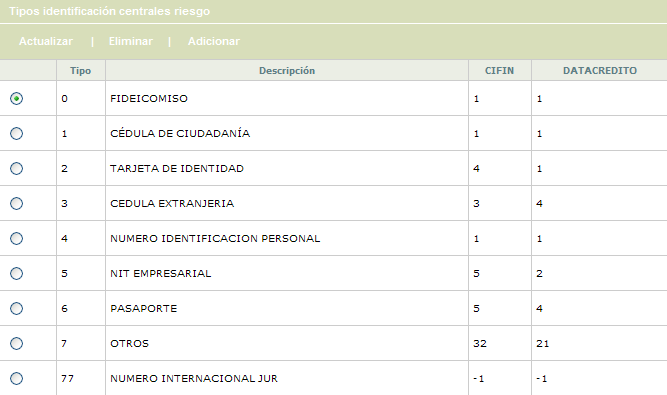 Tipos identificación centrales riesgo
Actualizar | Eliminar | Adicionar
Tipo Descripción CIFIN DATACREDITO
0 FIDEICOMISO 1 1
1 CÉDULA DE CIUDADANÍA 1 1
2 TARJETA DE IDENTIDAD 4 1
3 CEDULA EXTRANJERIA 3 4
4 NUMERO IDENTIFICACION PERSONAL 1 1
5 NIT EMPRESARIAL 5 2
6 PASAPORTE 5 4
7 OTROS 32 21
77 NUMERO INTERNACIONAL JUR -1 -1